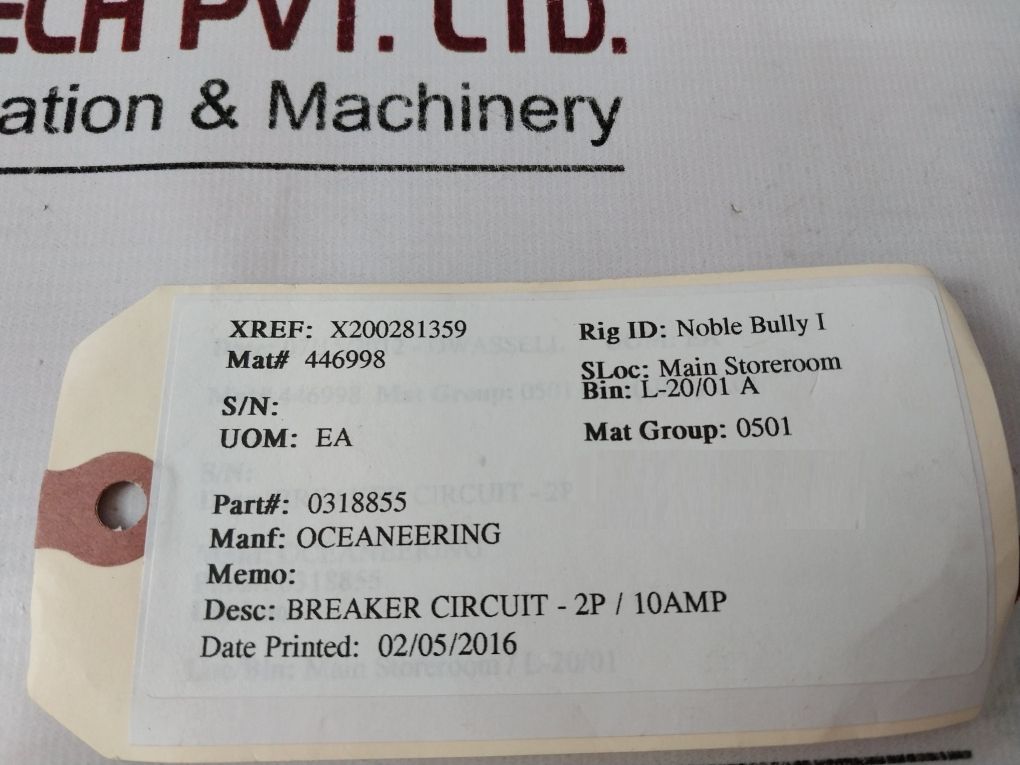 ECH PVT. LTD.
ation & Machinery
XREF: X200281359
Rig ID: Noble Bully I
Mat# 446998
SLoc: Main Storeroom
S/N:
Bin: L-20/01 A
UOM: EA
Mat Group: 0501
Part#: 0318855
Manf: OCEANEERING
Memo:
Desc: BREAKER CIRCUIT - 2P / 10AMP
Date Printed: 02/05/2016